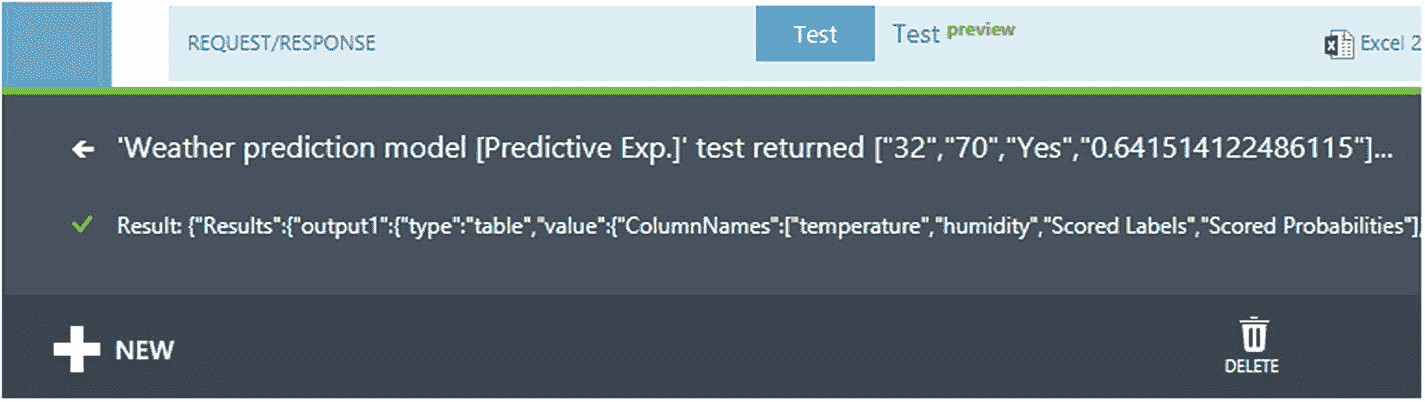 REQUEST/RESPONSE Test Test preview Excel 2
'Weather prediction model [Predictive Exp.]' test returned ["32","70","Yes","0.641514122486115"]...
Result: {"Results":{"output1":{"type":"table","value":{"ColumnNames":["temperature","humidity","Scored Labels","Scored Probabilities"],
NEW
DELETE